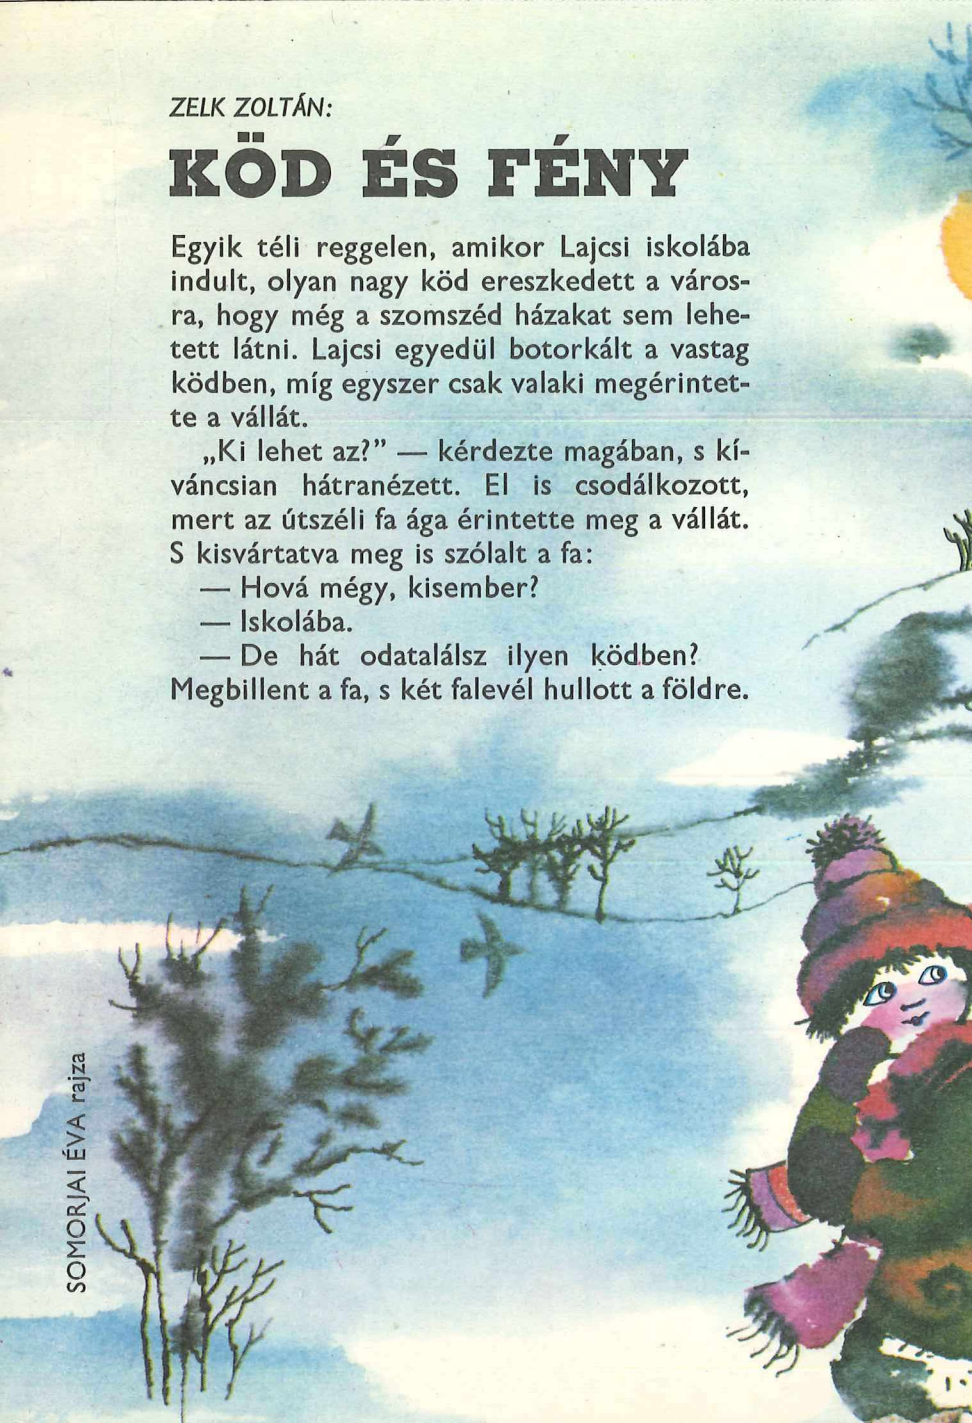 ZELK ZOLTÁN:
KÖD ÉS FÉNY
Egyik téli reggelen, amikor Lajcsi iskolába
indult, olyan nagy köd ereszkedett a város-
ra, hogy még a szomszéd házakat sem lehe-
tett látni. Lajcsi egyedül botorkált a vastag
ködben, míg egyszer csak valaki megérintet-
te a vállát.
„Ki lehet az?” — kérdezte magában, s kí-
váncsian hátranézett. El is csodálkozott,
mert az útszéli fa ága érintette meg a vállát.
S kisvártatva meg is szólalt a fa:
— Hová mégy, kisember?
— Iskolába.
— De hát odatalálsz ilyen ködben?
Megbillent a fa, s két falevél hullott a földre.
SOMORJAI ÉVA rajza